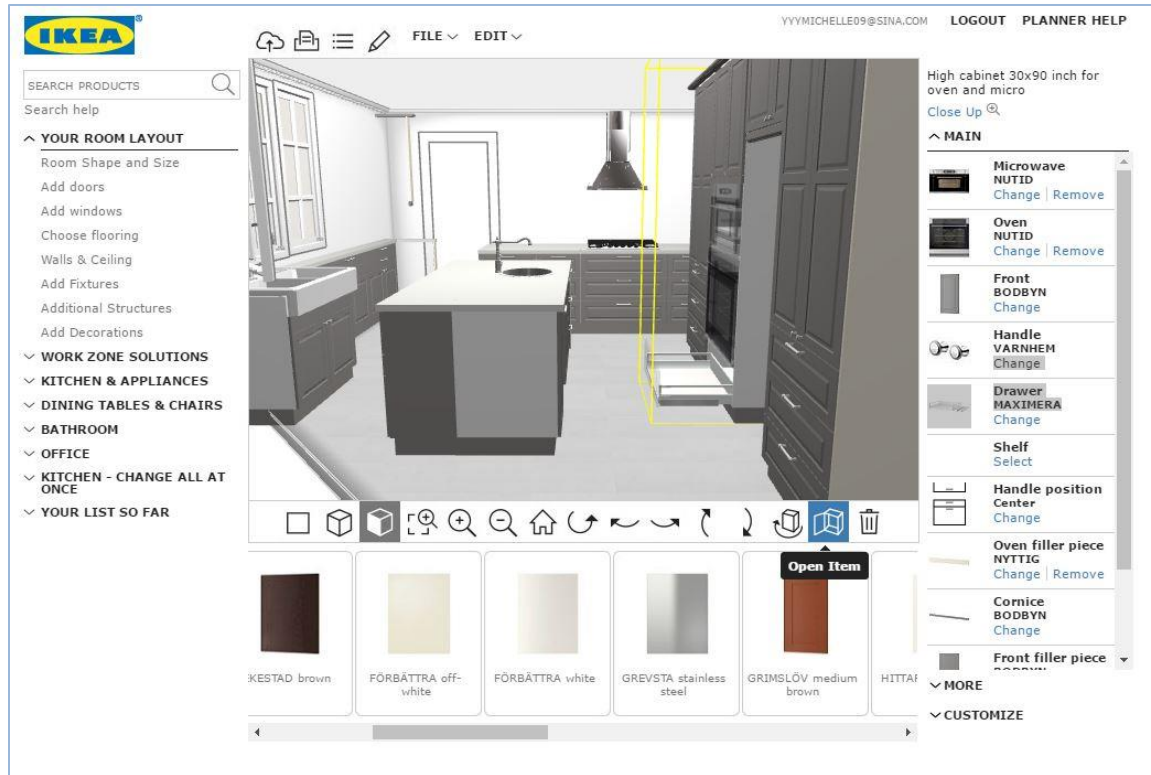 IKEA
®
YYYMICHELLE09@SINA.COM LOGOUT PLANNER HELP
FILE EDIT
SEARCH PRODUCTS
Search help
YOUR ROOM LAYOUT
Room Shape and Size
Add doors
Add windows
Choose flooring
Walls & Ceiling
Add Fixtures
Additional Structures
Add Decorations
WORK ZONE SOLUTIONS
KITCHEN & APPLIANCES
DINING TABLES & CHAIRS
BATHROOM
OFFICE
KITCHEN - CHANGE ALL AT
ONCE
YOUR LIST SO FAR
Open Item
KESTAD brown
FÖRBÄTTRA off-
white
FÖRBÄTTRA white
GREVSTA stainless
steel
GRIMSLÖV medium
brown
HITTAR
High cabinet 30x90 inch for
oven and micro
Close Up
MAIN
Microwave
NUTID
Change | Remove
Oven
NUTID
Change | Remove
Front
BODBYN
Change
Handle
VARNHEM
Change
Drawer
MAXIMERA
Change
Shelf
Select
Handle position
Center
Change
Oven filler piece
NYTTIG
Change | Remove
Cornice
BODBYN
Change
Front filler piece
BODBYN
MORE
CUSTOMIZE